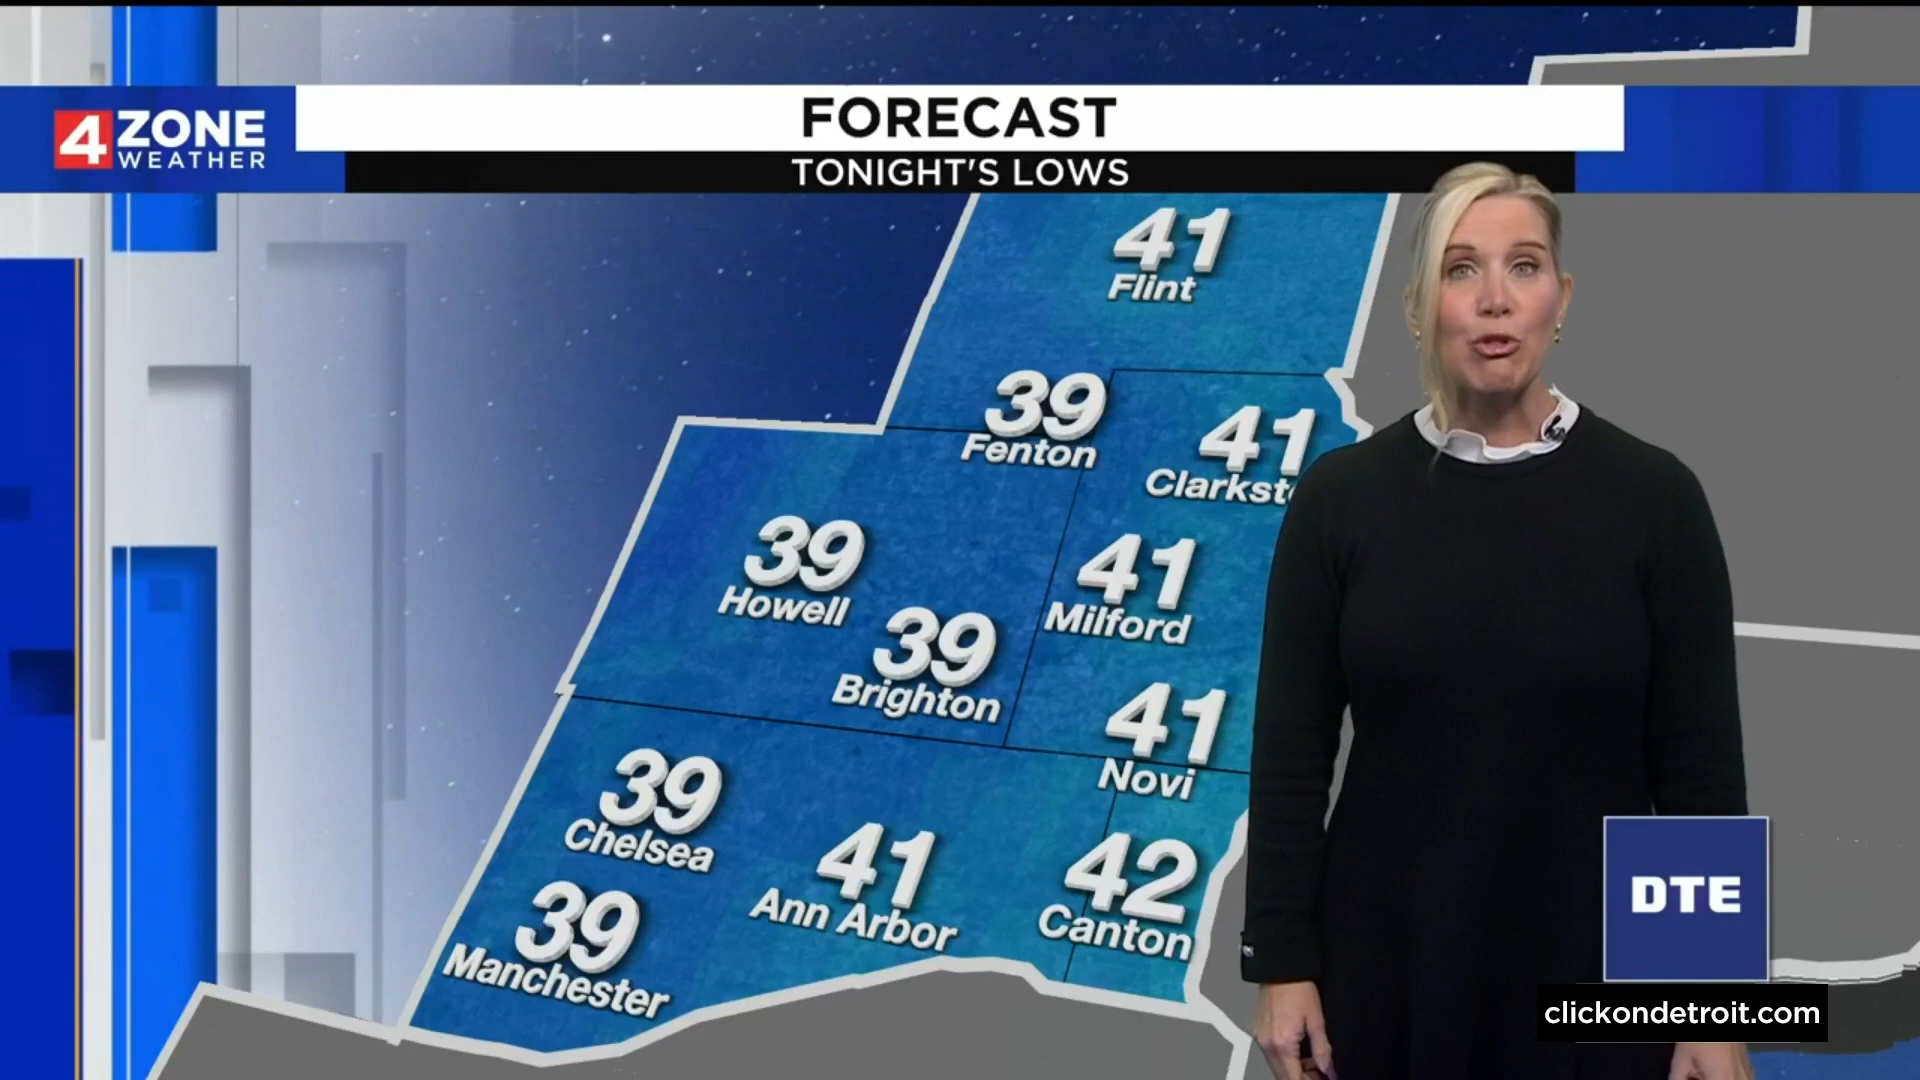 4 ZONE
WEATHER
FORECAST
TONIGHT'S LOWS
41
Flint
39
Fenton
41
Clarkst
39
Howell
41
Milford
39
Brighton
41
Novi
39
Chelsea
41
Ann Arbor
42
Canton
39
Manchester
DTE
clickondetroit.com